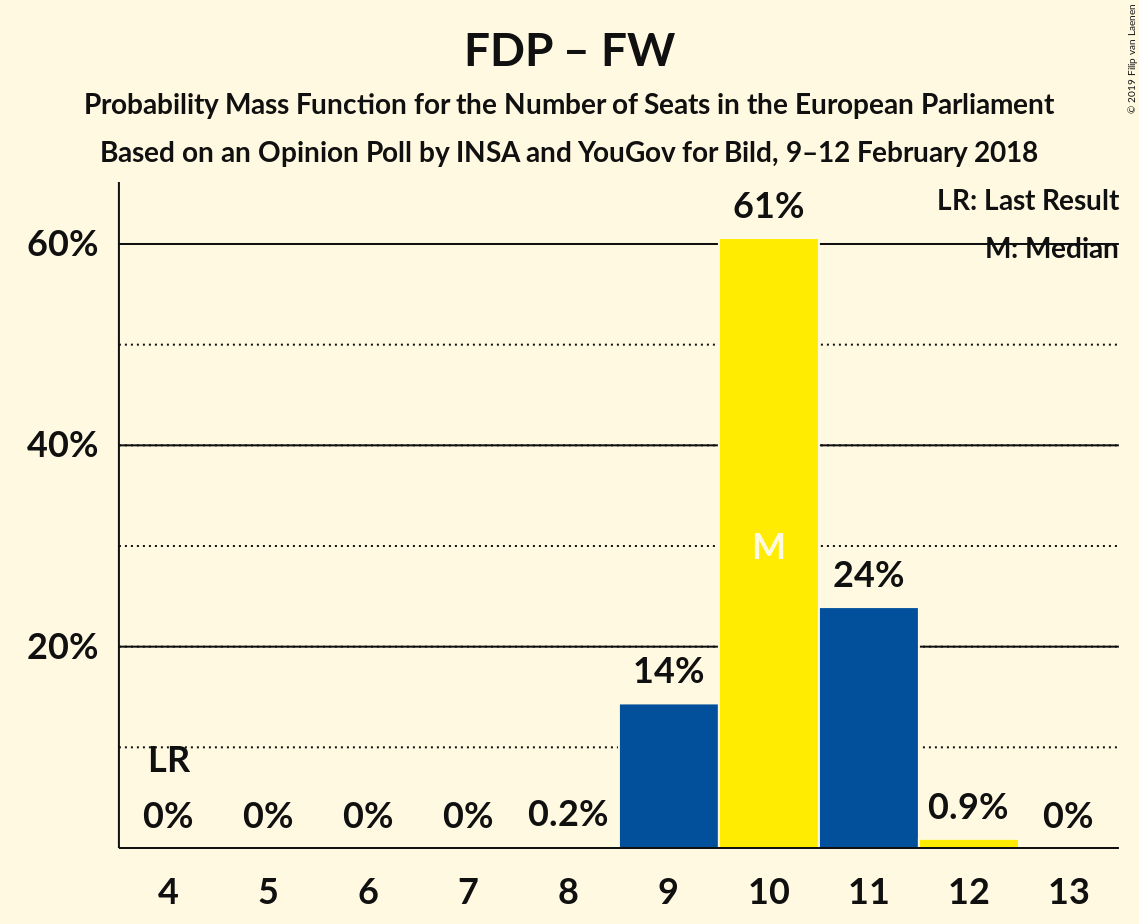 FDP – FW
Probability Mass Function for the Number of Seats in the European Parliament
Based on an Opinion Poll by INSA and YouGov for Bild, 9–12 February 2018
© 2019 Filip van Laenen
LR: Last Result
M: Median
61%
60%
40%
M
24%
20%
14%
LR
0% 0% 0% 0% 0.2% 0.9% 0%
4 5 6 7 8 9 10 11 12 13